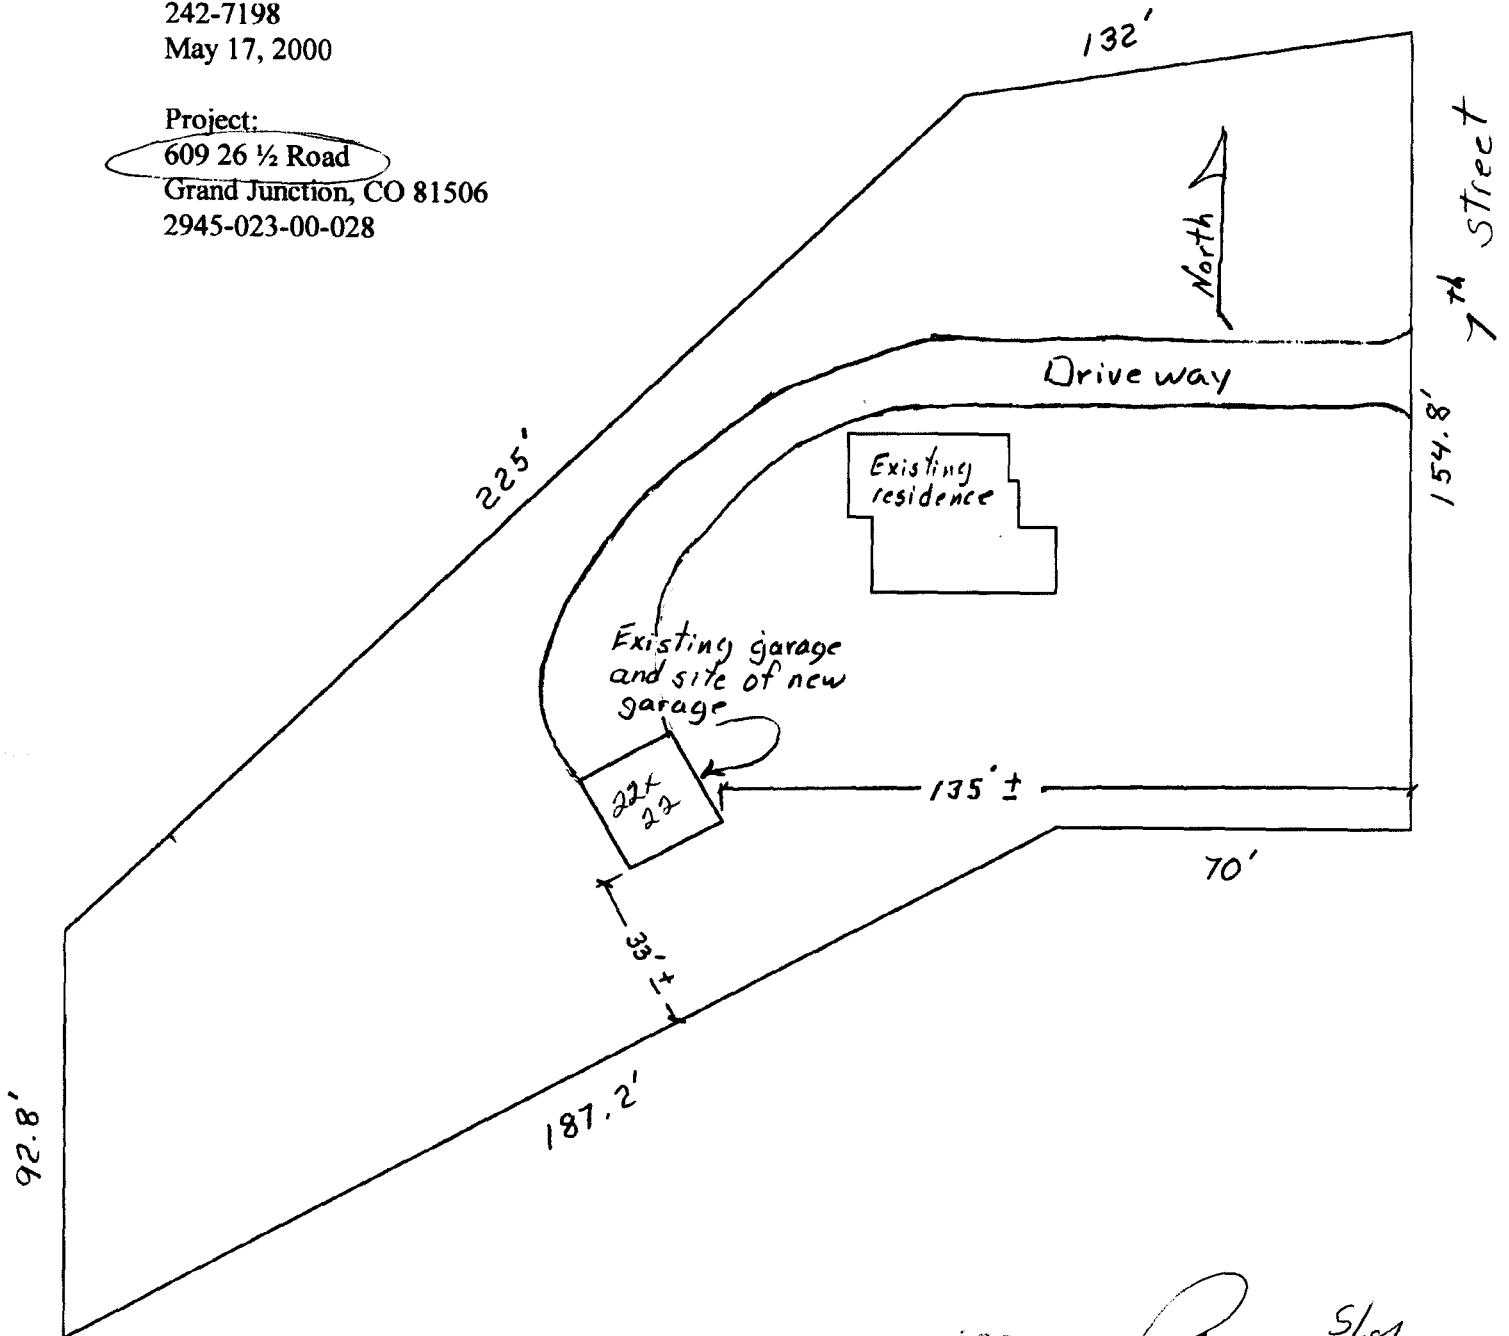 242-7198
May 17, 2000
Project:
609 26 ½ Road
Grand Junction, CO 81506
2945-023-00-028
132'
7th Street
North
Driveway
154.8'
225'
Existing
residence
Existing garage
and site of new
garage
22x
22
135' ±
70'
33' ±
187.2'
92.8'